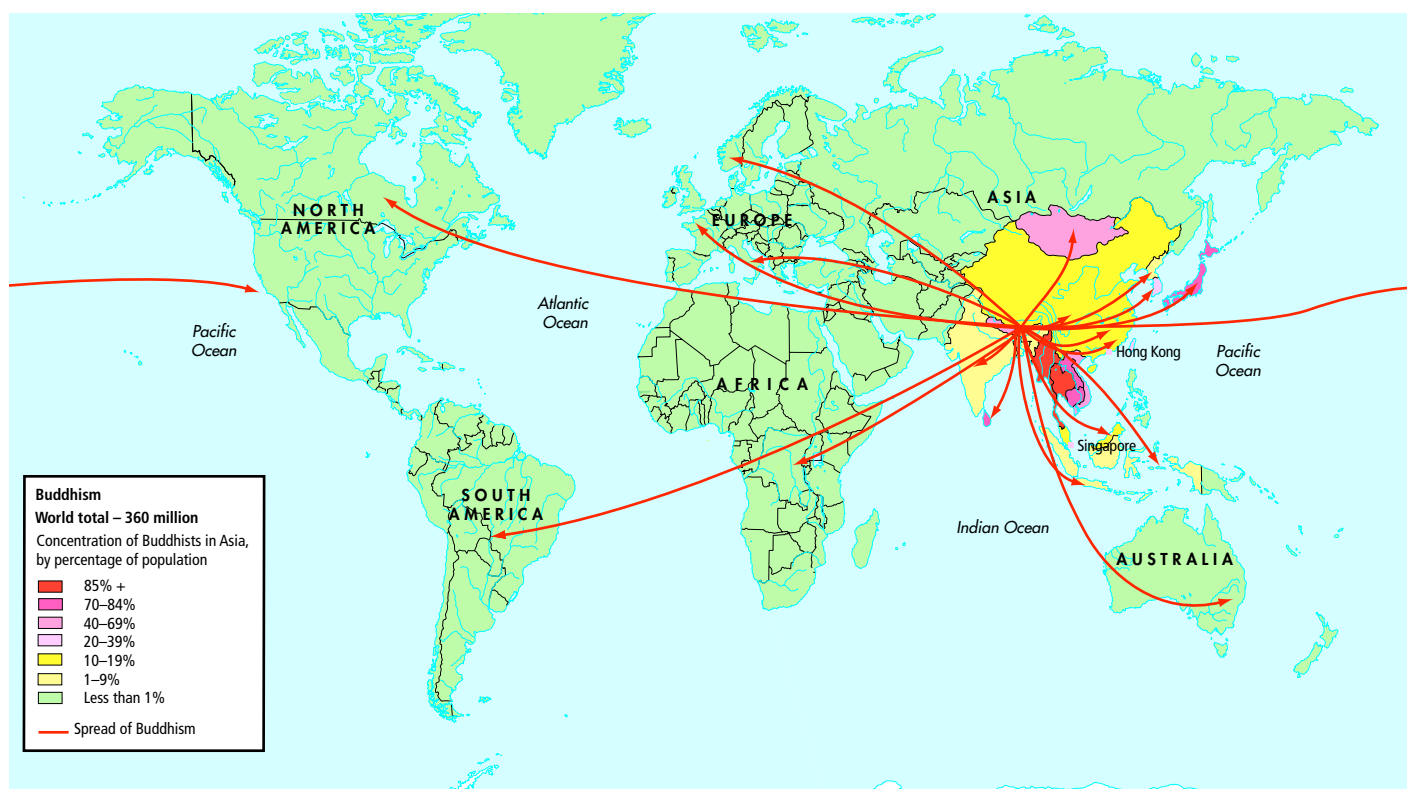 ASIA
NORTH
AMERICA
EUROPE
Atlantic
Ocean
Pacific
Ocean
Hong Kong
Pacific
Ocean
AFRICA
Singapore
SOUTH
AMERICA
Indian Ocean
AUSTRALIA
Buddhism
World total – 360 million
Concentration of Buddhists in Asia,
by percentage of population
85% +
70–84%
40–69%
20–39%
10–19%
1–9%
Less than 1%
Spread of Buddhism